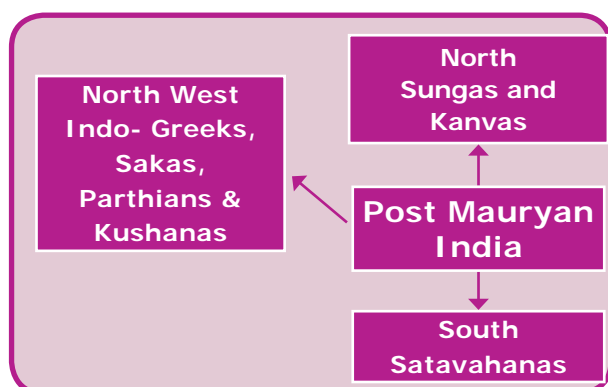 North West
Indo- Greeks,
Sakas,
Parthians &
Kushanas
North
Sungas and
Kanvas
Post Mauryan
India
South
Satavahanas